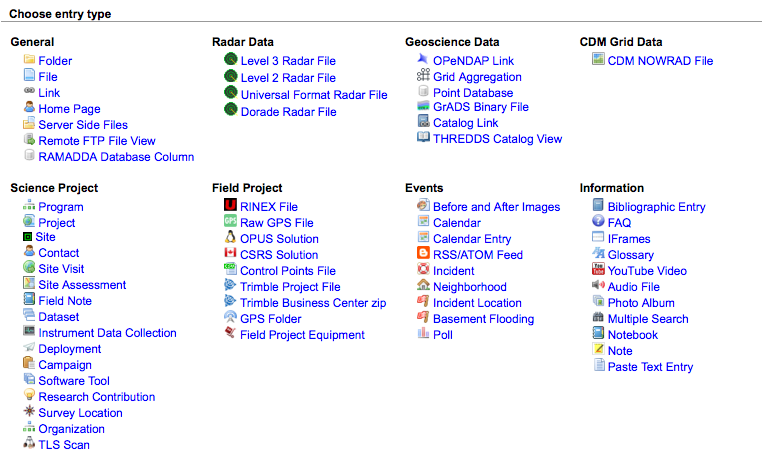 Choose entry type
General
Folder
File
Link
Home Page
Server Side Files
Remote FTP File View
RAMADDA Database Column
Radar Data
Level 3 Radar File
Level 2 Radar File
Universal Format Radar File
Dorade Radar File
Geoscience Data
OPeNDAP Link
Grid Aggregation
Point Database
GrADS Binary File
Catalog Link
THREDDS Catalog View
CDM Grid Data
CDM NOWRAD File
Science Project
Program
Project
Site
Contact
Site Visit
Site Assessment
Field Note
Dataset
Instrument Data Collection
Deployment
Campaign
Software Tool
Research Contribution
Survey Location
Organization
TLS Scan
Field Project
RINEX File
GPS Raw GPS File
OPUS Solution
CSRS Solution
Control Points File
Trimble Project File
Trimble Business Center zip
GPS Folder
Field Project Equipment
Events
Before and After Images
Calendar
Calendar Entry
RSS/ATOM Feed
Incident
Neighborhood
Incident Location
Basement Flooding
Poll
Information
Bibliographic Entry
FAQ
IFrames
Glossary
You Tube YouTube Video
Audio File
Photo Album
Multiple Search
Notebook
Note
Paste Text Entry